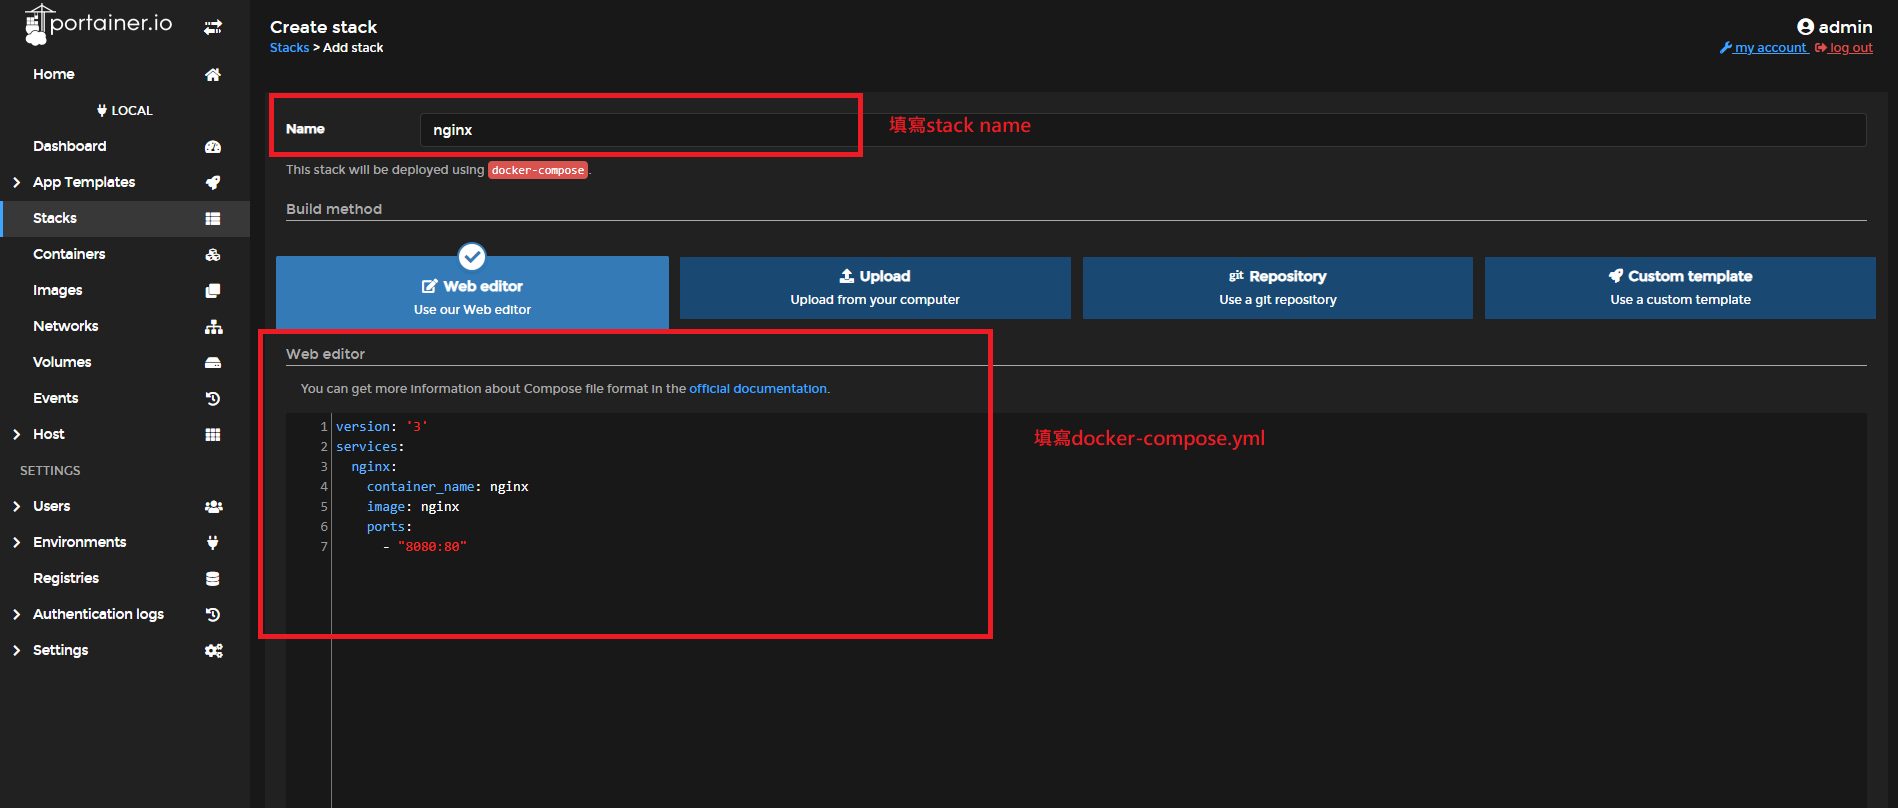 portainer.io
Home
LOCAL
Dashboard
App Templates
Stacks
Containers
Images
Networks
Volumes
Events
Host
SETTINGS
Users
Environments
Registries
Authentication logs
Settings
Create stack
Stacks > Add stack
admin
my account log out
Name nginx 填寫stack name
This stack will be deployed using docker-compose.
Build method
Web editor
Use our Web editor
Upload
Upload from your computer
git Repository
Use a git repository
Custom template
Use a custom template
Web editor
You can get more information about Compose file format in the official documentation.
1 version: '3'
2 services:
3   nginx:
4     container_name: nginx
5     image: nginx
6     ports:
7       - "8080:80"
填寫docker-compose.yml